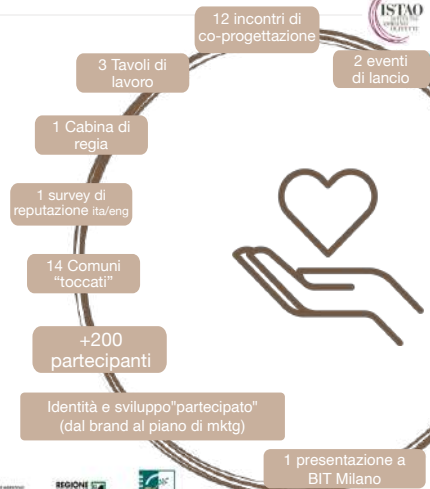 ISTAO
ADRIANO
OLIVETTI
12 incontri di
co-progettazione
2 eventi
di lancio
3 Tavoli di
lavoro
1 Cabina di
regia
1 survey di
reputazione ita/eng
14 Comuni
“toccati”
+200
partecipanti
Identità e sviluppo"partecipato"
(dal brand al piano di mktg)
1 presentazione a
BIT Milano
REGIONE